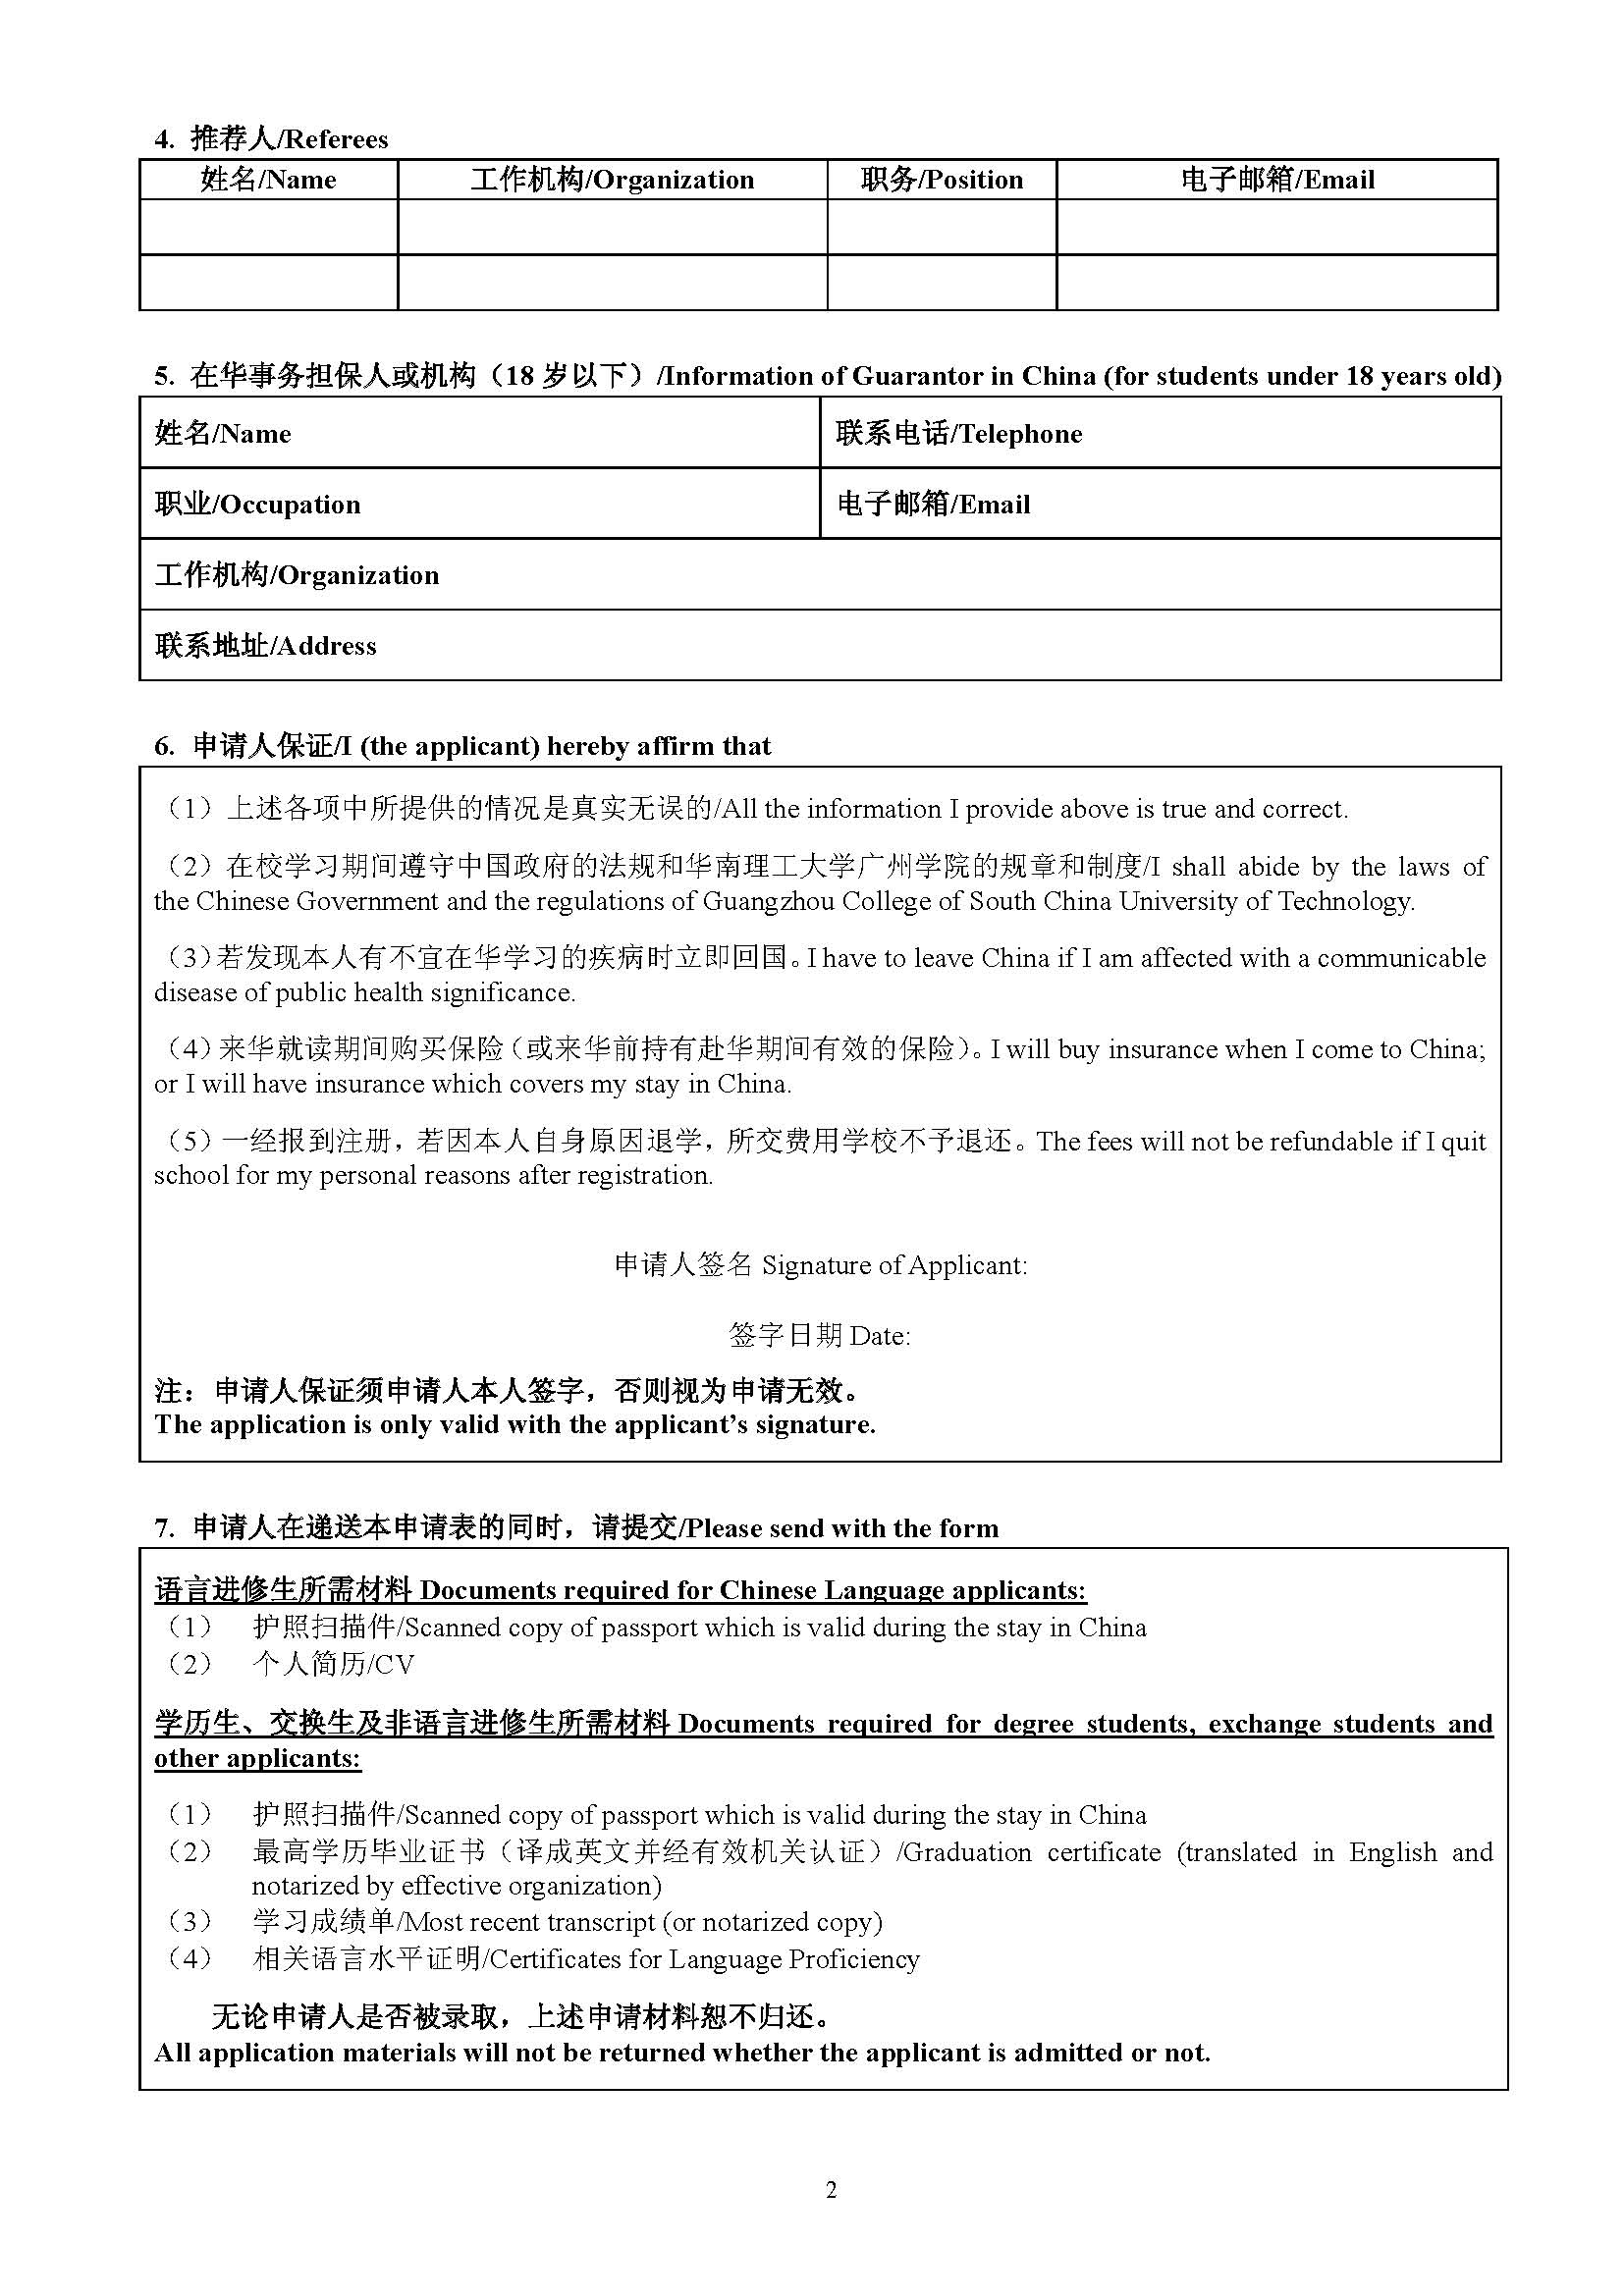 4. 推荐人/Referees
姓名/Name 工作机构/Organization 职务/Position 电子邮箱/Email
5. 在华事务担保人或机构（18 岁以下）/Information of Guarantor in China (for students under 18 years old)
姓名/Name 联系电话/Telephone
职业/Occupation 电子邮箱/Email
工作机构/Organization
联系地址/Address
6. 申请人保证/I (the applicant) hereby affirm that
（1）上述各项中所提供的情况是真实无误的/All the information I provide above is true and correct.
（2）在校学习期间遵守中国政府的法规和华南理工大学广州学院的规章和制度/I shall abide by the laws of
the Chinese Government and the regulations of Guangzhou College of South China University of Technology.
（3）若发现本人有不宜在华学习的疾病时立即回国。I have to leave China if I am affected with a communicable
disease of public health significance.
（4）来华就读期间购买保险（或来华前持有赴华期间有效的保险）。I will buy insurance when I come to China;
or I will have insurance which covers my stay in China.
（5）一经报到注册，若因本人自身原因退学，所交费用学校不予退还。The fees will not be refundable if I quit
school for my personal reasons after registration.
申请人签名 Signature of Applicant:
签字日期 Date:
注：申请人保证须申请人本人签字，否则视为申请无效。
The application is only valid with the applicant’s signature.
7. 申请人在递送本申请表的同时，请提交/Please send with the form
语言进修生所需材料 Documents required for Chinese Language applicants:
（1） 护照扫描件/Scanned copy of passport which is valid during the stay in China
（2） 个人简历/CV
学历生、交换生及非语言进修生所需材料 Documents required for degree students, exchange students and
other applicants:
（1） 护照扫描件/Scanned copy of passport which is valid during the stay in China
（2） 最高学历毕业证书（译成英文并经有效机关认证）/Graduation certificate (translated in English and
notarized by effective organization)
（3） 学习成绩单/Most recent transcript (or notarized copy)
（4） 相关语言水平证明/Certificates for Language Proficiency
无论申请人是否被录取，上述申请材料恕不归还。
All application materials will not be returned whether the applicant is admitted or not.
2